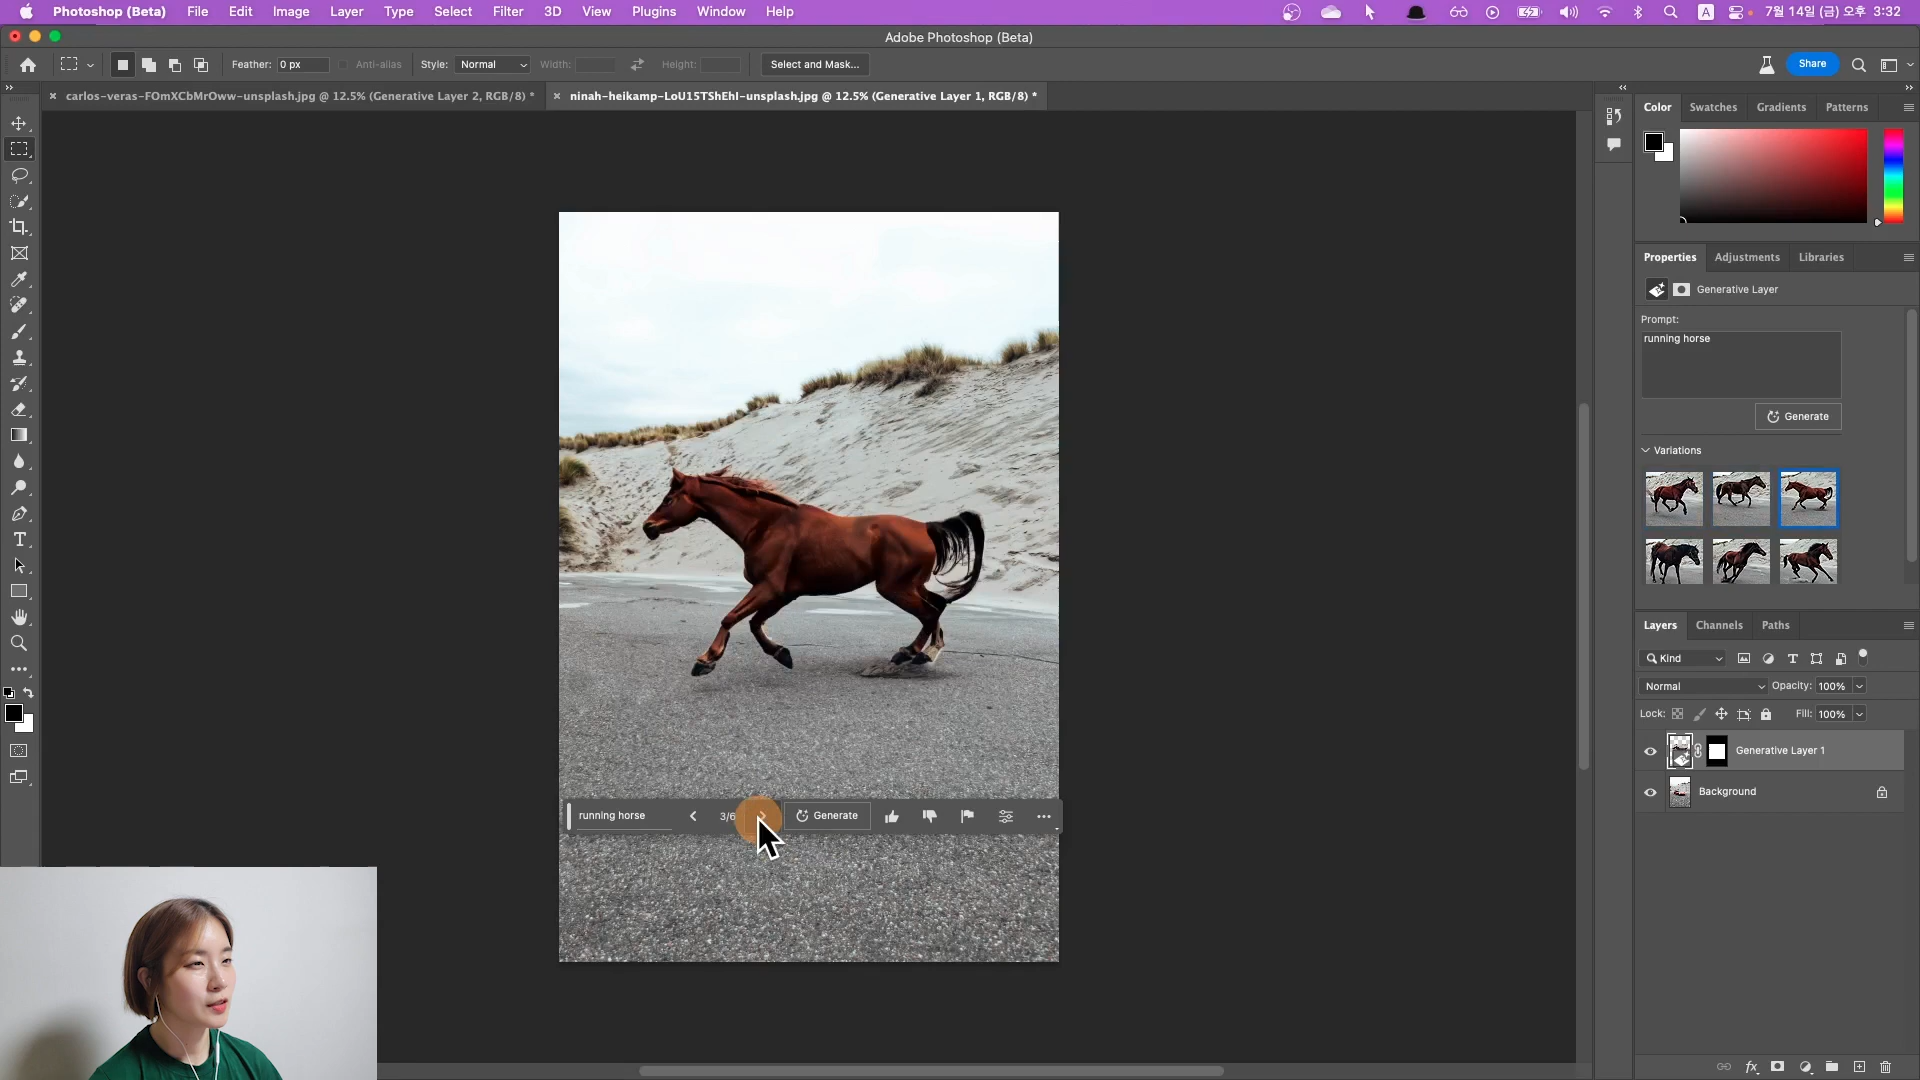 Photoshop (Beta) File Edit Image Layer Type Select Filter 3D View Plugins Window Help A 7월 14일 (금) 오후 3:32
Adobe Photoshop (Beta)
Feather: 0 px Anti-alias Style: Normal Width: Height: Select and Mask... Share
× carlos-veras-FOmXCbMrOww-unsplash.jpg @ 12.5% (Generative Layer 2, RGB/8) *
× ninah-heikamp-LoU15TShEhI-unsplash.jpg @ 12.5% (Generative Layer 1, RGB/8) *
Color Swatches Gradients Patterns
Properties Adjustments Libraries
Generative Layer
Prompt:
running horse
Generate
Variations
Layers Channels Paths
Kind
Normal Opacity: 100%
Lock: Fill: 100%
Generative Layer 1
Background
running horse 3/6 Generate